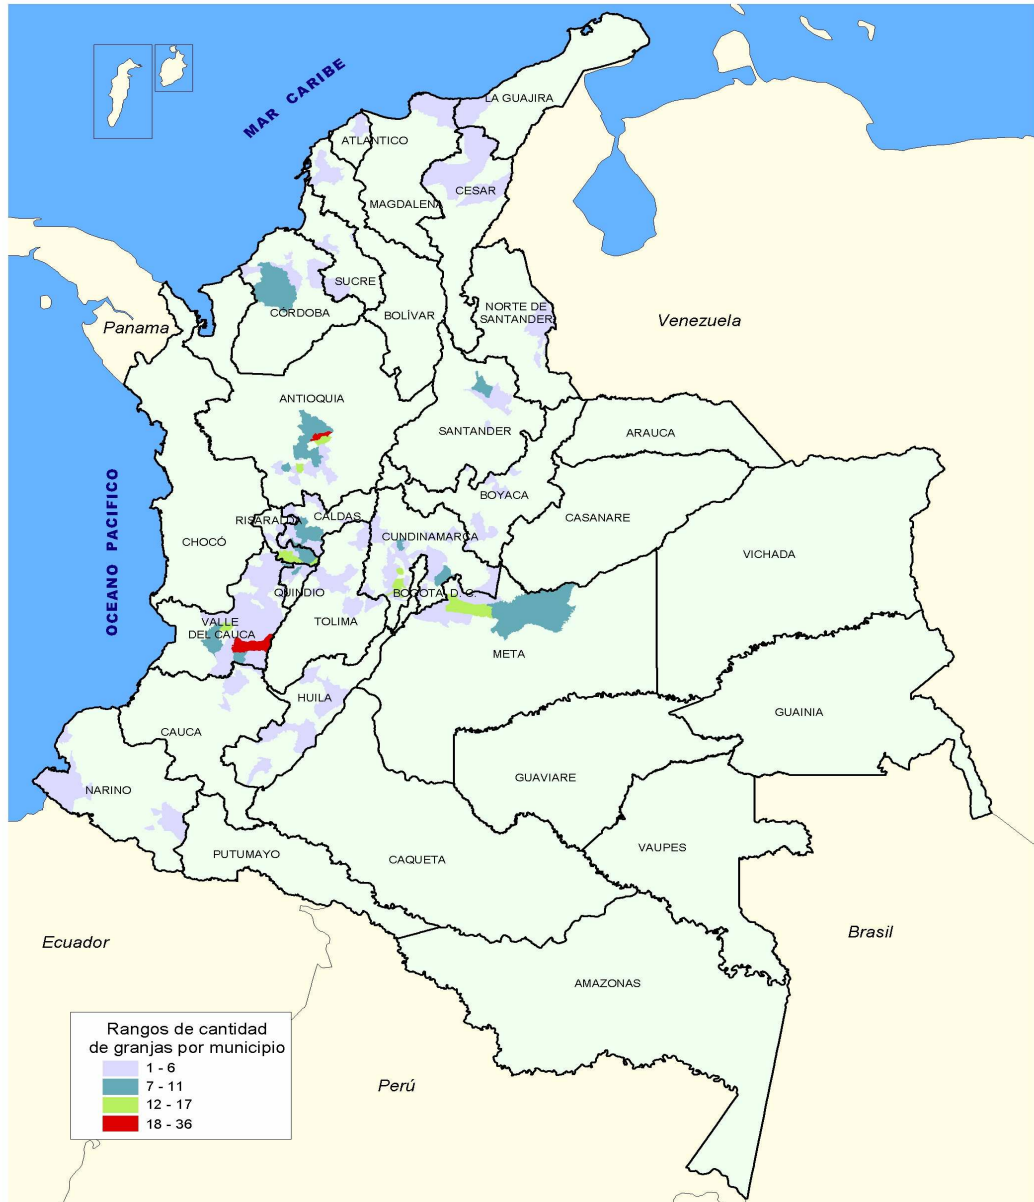 MAR CARIBE
LA GUAJIRA
ATLANTICO
CESAR
MAGDALENA
SUCRE
NORTE DE
SANTANDER
CÓRDOBA
BOLÍVAR
Panama
Venezuela
ANTIOQUIA
SANTANDER
ARAUCA
OCEANO PACIFICO
BOYACA
RISARALDA
CALDAS
CASANARE
CHOCÓ
CUNDINAMARCA
VICHADA
QUINDIO
BOGOTA D. C.
VALLE
DEL CAUCA
TOLIMA
META
HUILA
GUAINIA
CAUCA
GUAVIARE
NARINO
VAUPES
PUTUMAYO
CAQUETA
Ecuador
Brasil
AMAZONAS
Perú
Rangos de cantidad
de granjas por municipio
1 - 6
7 - 11
12 - 17
18 - 36